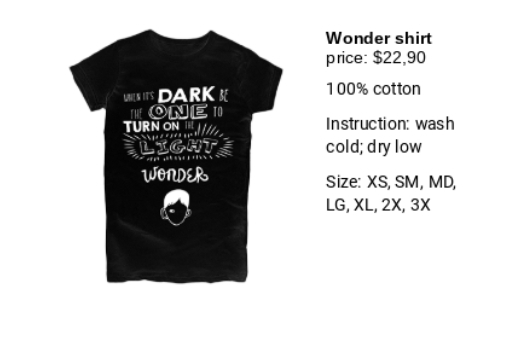 WHEN IT'S DARK BE
THE ONE TO
TURN ON THE
LIGHT
WONDER
Wonder shirt
price: $22,90
100% cotton
Instruction: wash
cold; dry low
Size: XS, SM, MD,
LG, XL, 2X, 3X